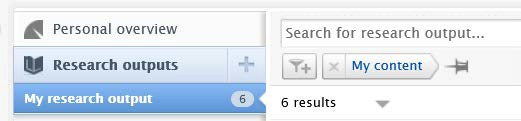 Personal overview
Research outputs
My research output 6
Search for research output...
My content
6 results